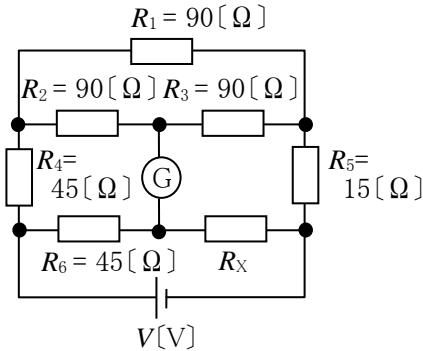 R₁ = 90〔Ω〕
R₂ = 90〔Ω〕 R₃ = 90〔Ω〕
R₄=
45〔Ω〕
G
R₅=
15〔Ω〕
R₆ = 45〔Ω〕
Rₓ
V〔V〕